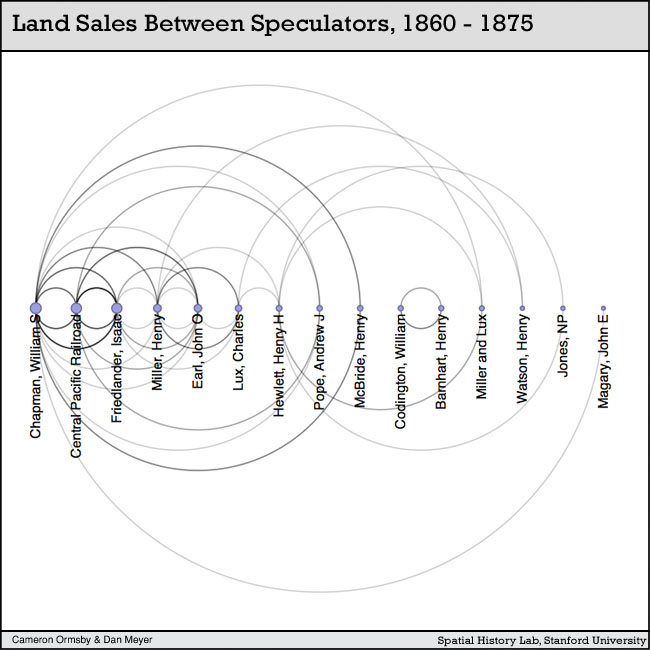 Land Sales Between Speculators, 1860 - 1875
Chapman, William S
Central Pacific Railroad
Friedlander, Isaac
Miller, Henry
Earl, John O
Lux, Charles
Hewlett, Henry H
Pope, Andrew J
McBride, Henry
Codington, William
Barnhart, Henry
Miller and Lux
Watson, Henry
Jones, NP
Magary, John E
Cameron Ormsby & Dan Meyer
Spatial History Lab, Stanford University